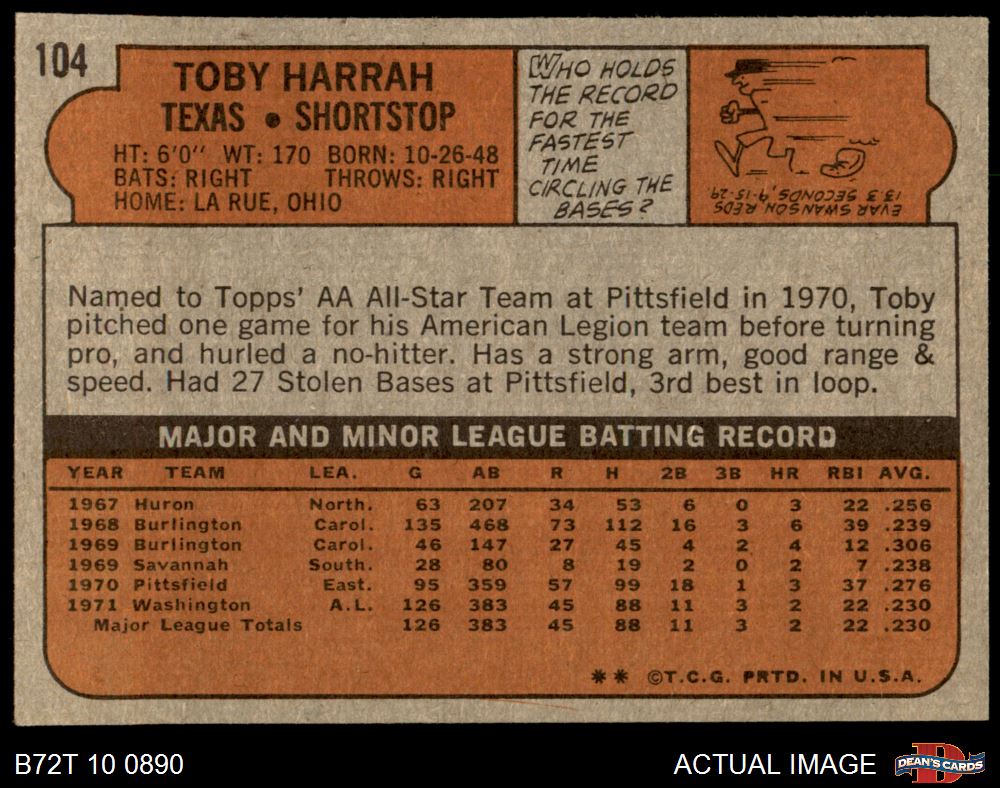 104
TOBY HARRAH
TEXAS • SHORTSTOP
HT: 6'0" WT: 170 BORN: 10-26-48
BATS: RIGHT THROWS: RIGHT
HOME: LA RUE, OHIO
WHO HOLDS
THE RECORD
FOR THE
FASTEST
TIME
CIRCLING THE
BASES?
EVAR SWANSON, REDS
13.3 SECONDS, 9-15-29.
Named to Topps' AA All-Star Team at Pittsfield in 1970, Toby
pitched one game for his American Legion team before turning
pro, and hurled a no-hitter. Has a strong arm, good range &
speed. Had 27 Stolen Bases at Pittsfield, 3rd best in loop.
MAJOR AND MINOR LEAGUE BATTING RECORD
YEAR TEAM LEA. G AB R H 2B 3B HR RBI AVG.
1967 Huron North. 63 207 34 53 6 0 3 22 .256
1968 Burlington Carol. 135 468 73 112 16 3 6 39 .239
1969 Burlington Carol. 46 147 27 45 4 2 4 12 .306
1969 Savannah South. 28 80 8 19 2 0 2 7 .238
1970 Pittsfield East. 95 359 57 99 18 1 3 37 .276
1971 Washington A.L. 126 383 45 88 11 3 2 22 .230
Major League Totals 126 383 45 88 11 3 2 22 .230
** ©T.C.G. PRTD. IN U.S.A.
B72T 10 0890
ACTUAL IMAGE
D
DEAN'S CARDS